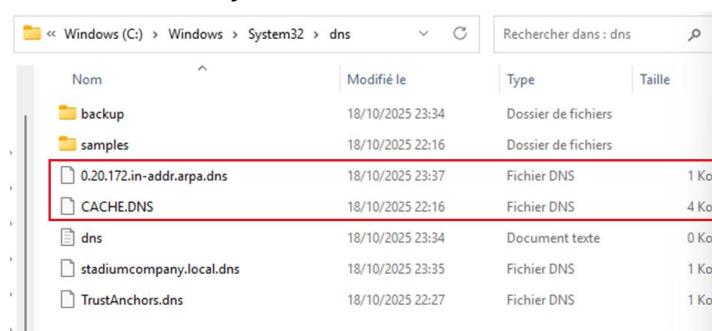 « Windows (C:) > Windows > System32 > dns
Rechercher dans : dns
Nom Modifié le Type Taille
backup 18/10/2025 23:34 Dossier de fichiers
samples 18/10/2025 22:16 Dossier de fichiers
0.20.172.in-addr.arpa.dns 18/10/2025 23:37 Fichier DNS 1 Ko
CACHE.DNS 18/10/2025 22:16 Fichier DNS 4 Ko
dns 18/10/2025 23:34 Document texte 0 Ko
stadiumcompany.local.dns 18/10/2025 23:35 Fichier DNS 1 Ko
TrustAnchors.dns 18/10/2025 22:27 Fichier DNS 1 Ko